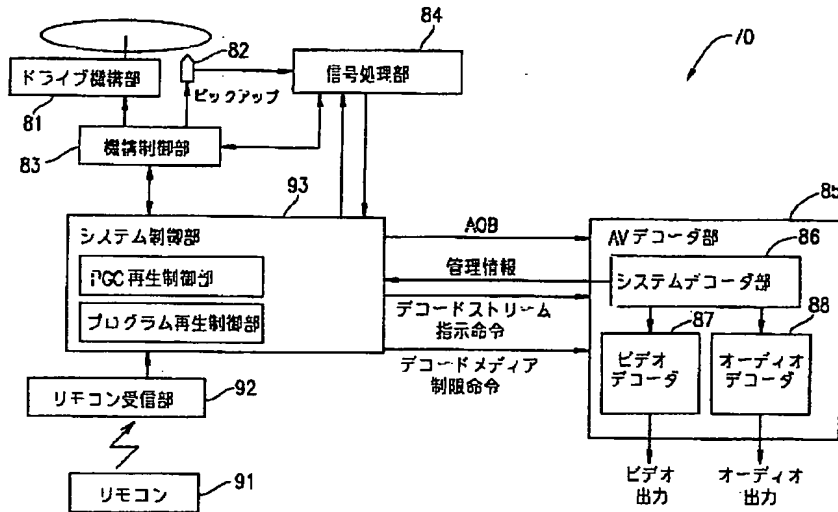 84
82
10
信号処理部
ドライブ機構部
81
ピックアップ
機構制御部
83
93
システム制御部
PGC再生制御部
プログラム再生制御部
AOB
管理情報
デコードストリーム
指示命令
デコードメディア
制限命令
85
AVデコーダ部
86
システムデコーダ部
87
88
ビデオ
デコーダ
オーディオ
デコーダ
ビデオ
出力
オーディオ
出力
リモコン受信部
92
リモコン
91